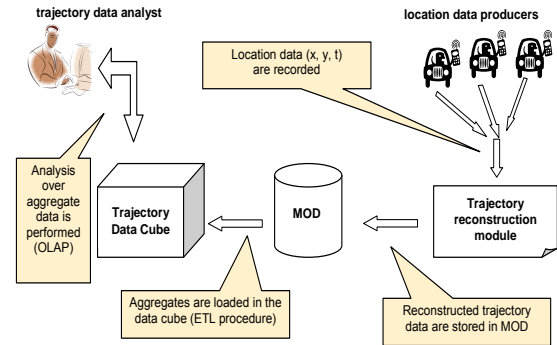 trajectory data analyst
location data producers
Location data (x, y, t)
are recorded
Analysis
over
aggregate
data is
performed
(OLAP)
Trajectory
Data Cube
MOD
Trajectory
reconstruction
module
Aggregates are loaded in the
data cube (ETL procedure)
Reconstructed trajectory
data are stored in MOD